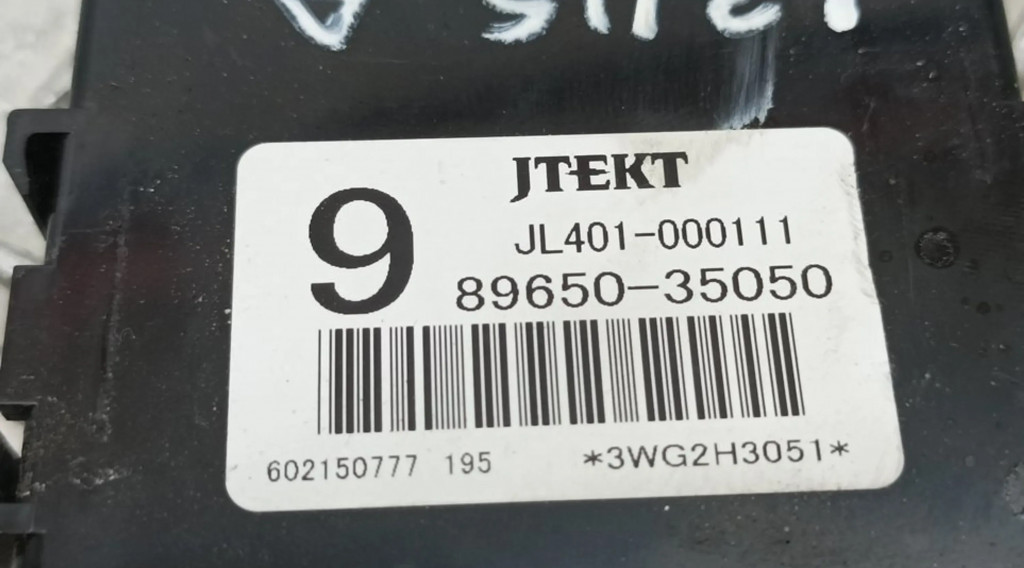 JTEKT
9
JL401-000111
89650-35050
602150777 195 *3WG2H3051*